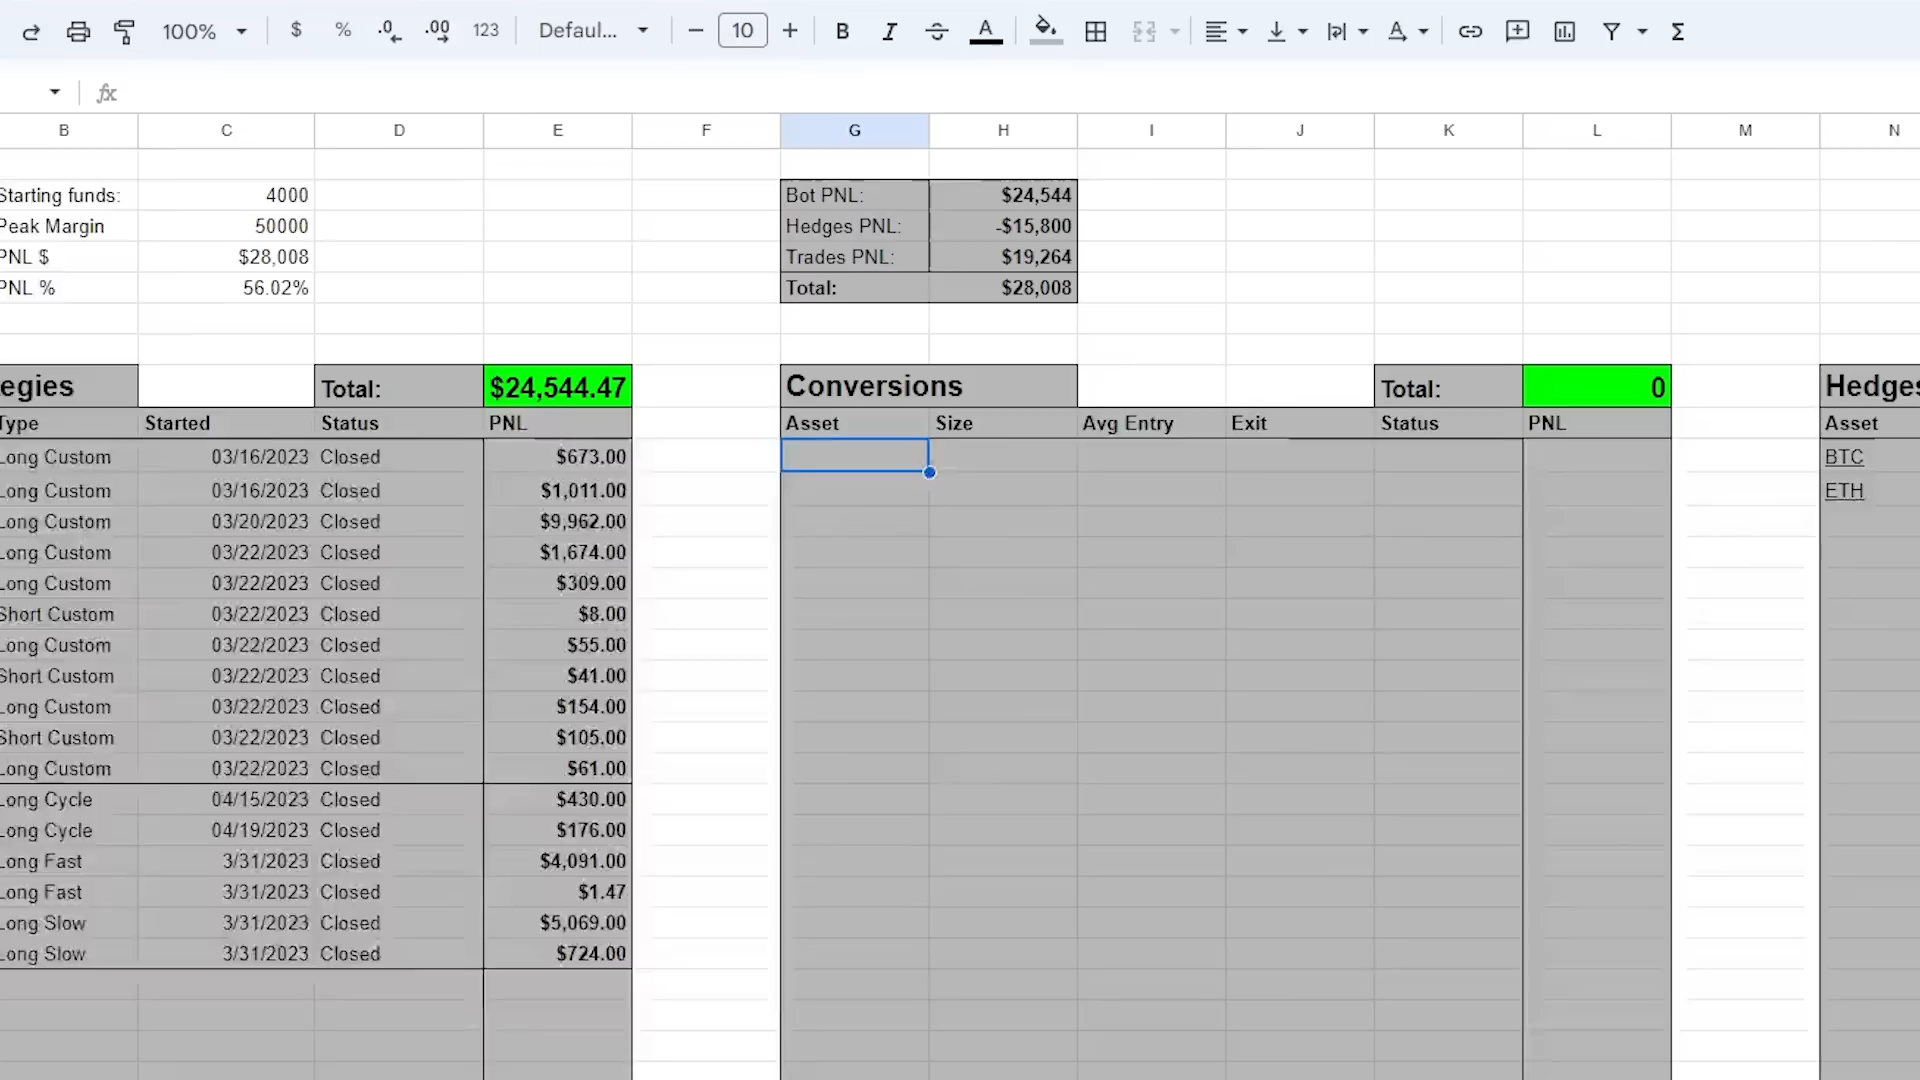 100% $ % .0 .00 123 Defaul... 10 B I A A Σ
fx
B C D E F G H I J K L M N
Starting funds: 4000 Bot PNL: $24,544
Peak Margin 50000 Hedges PNL: -$15,800
PNL $ $28,008 Trades PNL: $19,264
PNL % 56.02% Total: $28,008
egies Total: $24,544.47 Conversions Total: 0 Hedges
Type Started Status PNL Asset Size Avg Entry Exit Status PNL Asset
Long Custom 03/16/2023 Closed $673.00 BTC
Long Custom 03/16/2023 Closed $1,011.00 ETH
Long Custom 03/20/2023 Closed $9,962.00
Long Custom 03/22/2023 Closed $1,674.00
Long Custom 03/22/2023 Closed $309.00
Short Custom 03/22/2023 Closed $8.00
Long Custom 03/22/2023 Closed $55.00
Short Custom 03/22/2023 Closed $41.00
Long Custom 03/22/2023 Closed $154.00
Short Custom 03/22/2023 Closed $105.00
Long Custom 03/22/2023 Closed $61.00
Long Cycle 04/15/2023 Closed $430.00
Long Cycle 04/19/2023 Closed $176.00
Long Fast 3/31/2023 Closed $4,091.00
Long Fast 3/31/2023 Closed $1.47
Long Slow 3/31/2023 Closed $5,069.00
Long Slow 3/31/2023 Closed $724.00